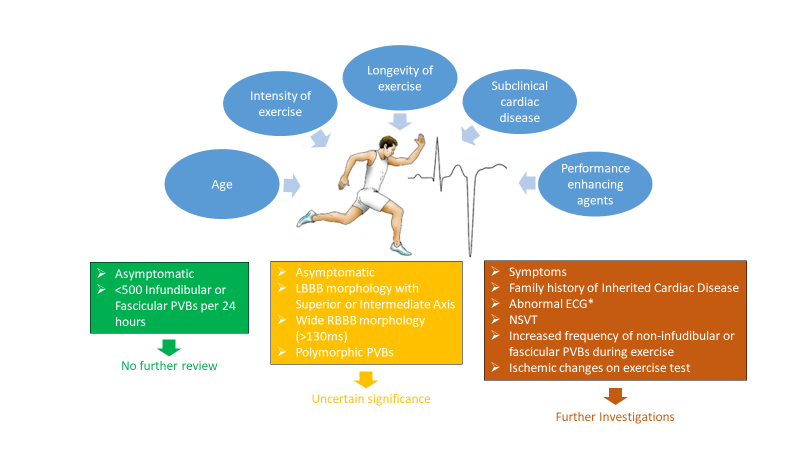 Longevity of
exercise
Intensity of
exercise
Subclinical
cardiac
disease
Age
Performance
enhancing
agents
Asymptomatic
<500 Infundibular or
Fascicular PVBs per 24
hours
No further review
Asymptomatic
LBBB morphology with
Superior or Intermediate Axis
Wide RBBB morphology
(>130ms)
Polymorphic PVBs
Uncertain significance
Symptoms
Family history of Inherited Cardiac Disease
Abnormal ECG*
NSVT
Increased frequency of non-infudibular or
fascicular PVBs during exercise
Ischemic changes on exercise test
Further Investigations